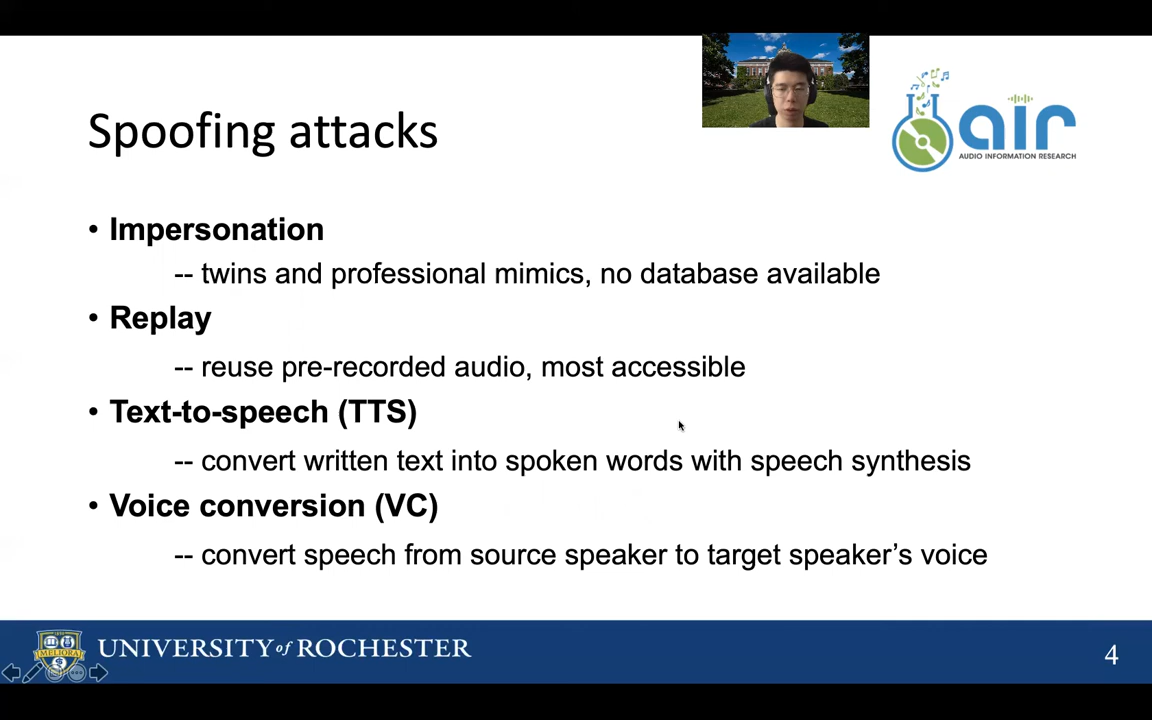 Spoofing attacks
air
AUDIO INFORMATION RESEARCH
• Impersonation
-- twins and professional mimics, no database available
• Replay
-- reuse pre-recorded audio, most accessible
• Text-to-speech (TTS)
-- convert written text into spoken words with speech synthesis
• Voice conversion (VC)
-- convert speech from source speaker to target speaker’s voice
MELIORA
UNIVERSITY of ROCHESTER
4